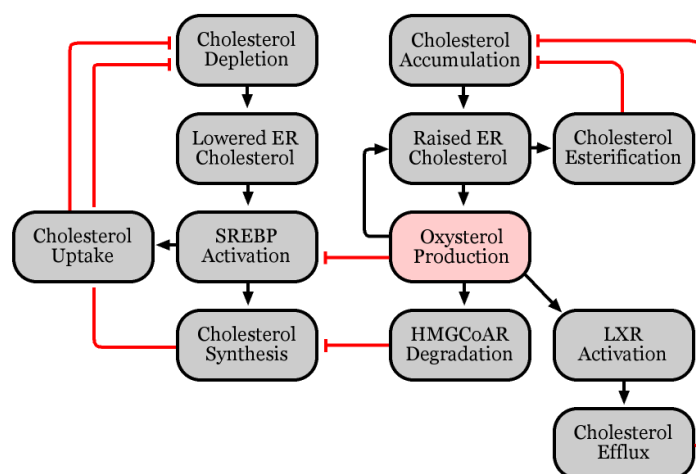 Cholesterol
Depletion
Cholesterol
Accumulation
Lowered ER
Cholesterol
Raised ER
Cholesterol
Cholesterol
Esterification
Cholesterol
Uptake
SREBP
Activation
Oxysterol
Production
Cholesterol
Synthesis
HMGCoAR
Degradation
LXR
Activation
Cholesterol
Efflux